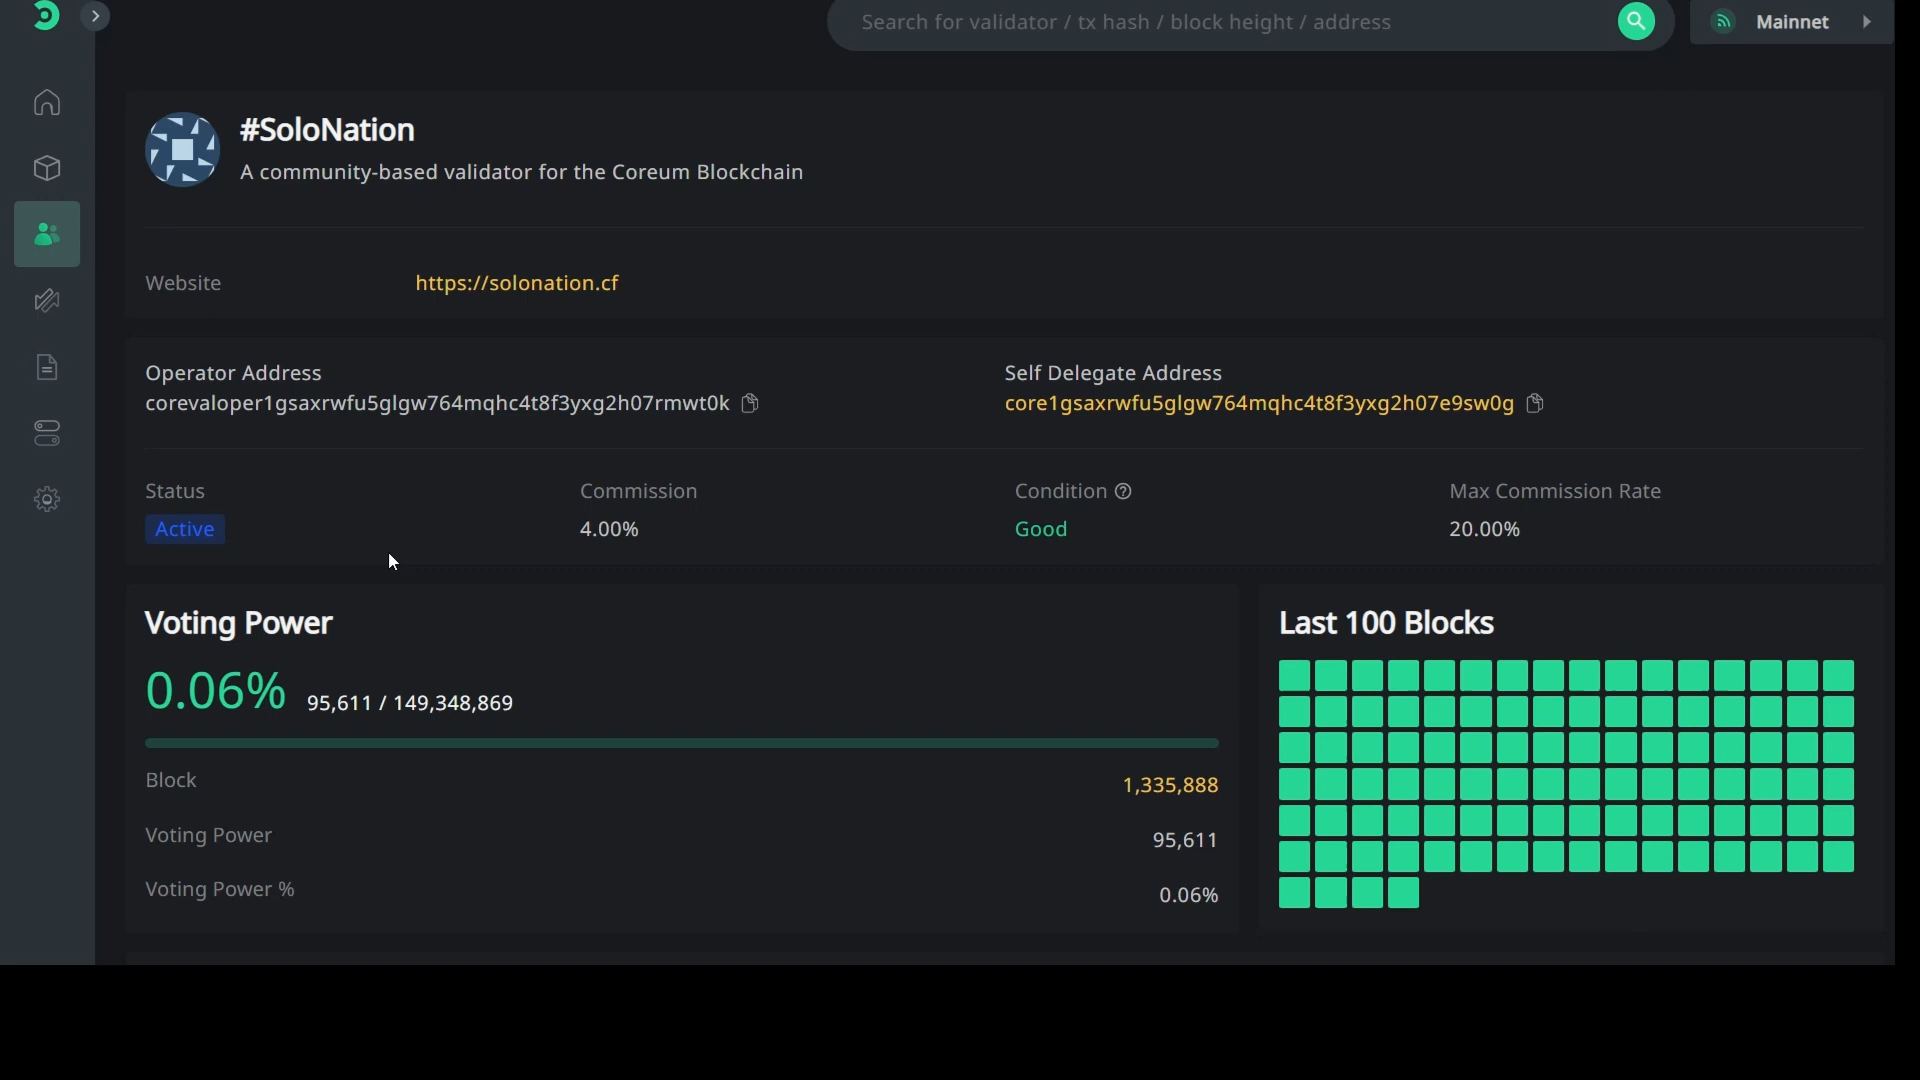 Search for validator / tx hash / block height / address
Mainnet
#SoloNation
A community-based validator for the Coreum Blockchain
Website
https://solonation.cf
Operator Address
Self Delegate Address
corevaloper1gsaxrwfu5glgw764mqhc4t8f3yxg2h07rmwt0k
core1gsaxrwfu5glgw764mqhc4t8f3yxg2h07e9sw0g
Status
Commission
Condition
Max Commission Rate
Active
4.00%
Good
20.00%
Voting Power
Last 100 Blocks
0.06% 95,611 / 149,348,869
Block
1,335,888
Voting Power
95,611
Voting Power %
0.06%